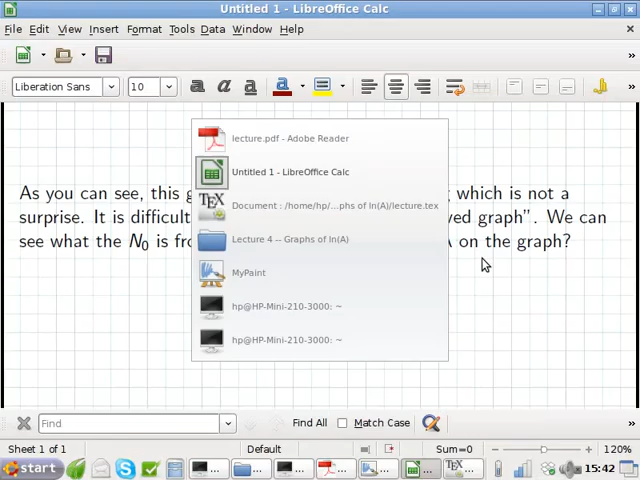 Untitled 1 - LibreOffice Calc
File Edit View Insert Format Tools Data Window Help
Liberation Sans 10 a a a a
lecture.pdf - Adobe Reader
Untitled 1 - LibreOffice Calc
Document : /home/hp/...phs of ln(A)/lecture.tex
Lecture 4 -- Graphs of ln(A)
MyPaint
hp@HP-Mini-210-3000: ~
hp@HP-Mini-210-3000: ~
As you can see, this g which is not a
surprise. It is difficult ved graph”. We can
see what the N0 is fro A on the graph?
Find Find All Match Case
Sheet 1 of 1 Default Sum=0 120%
start ... ... ... ... ... ... ... 15:42